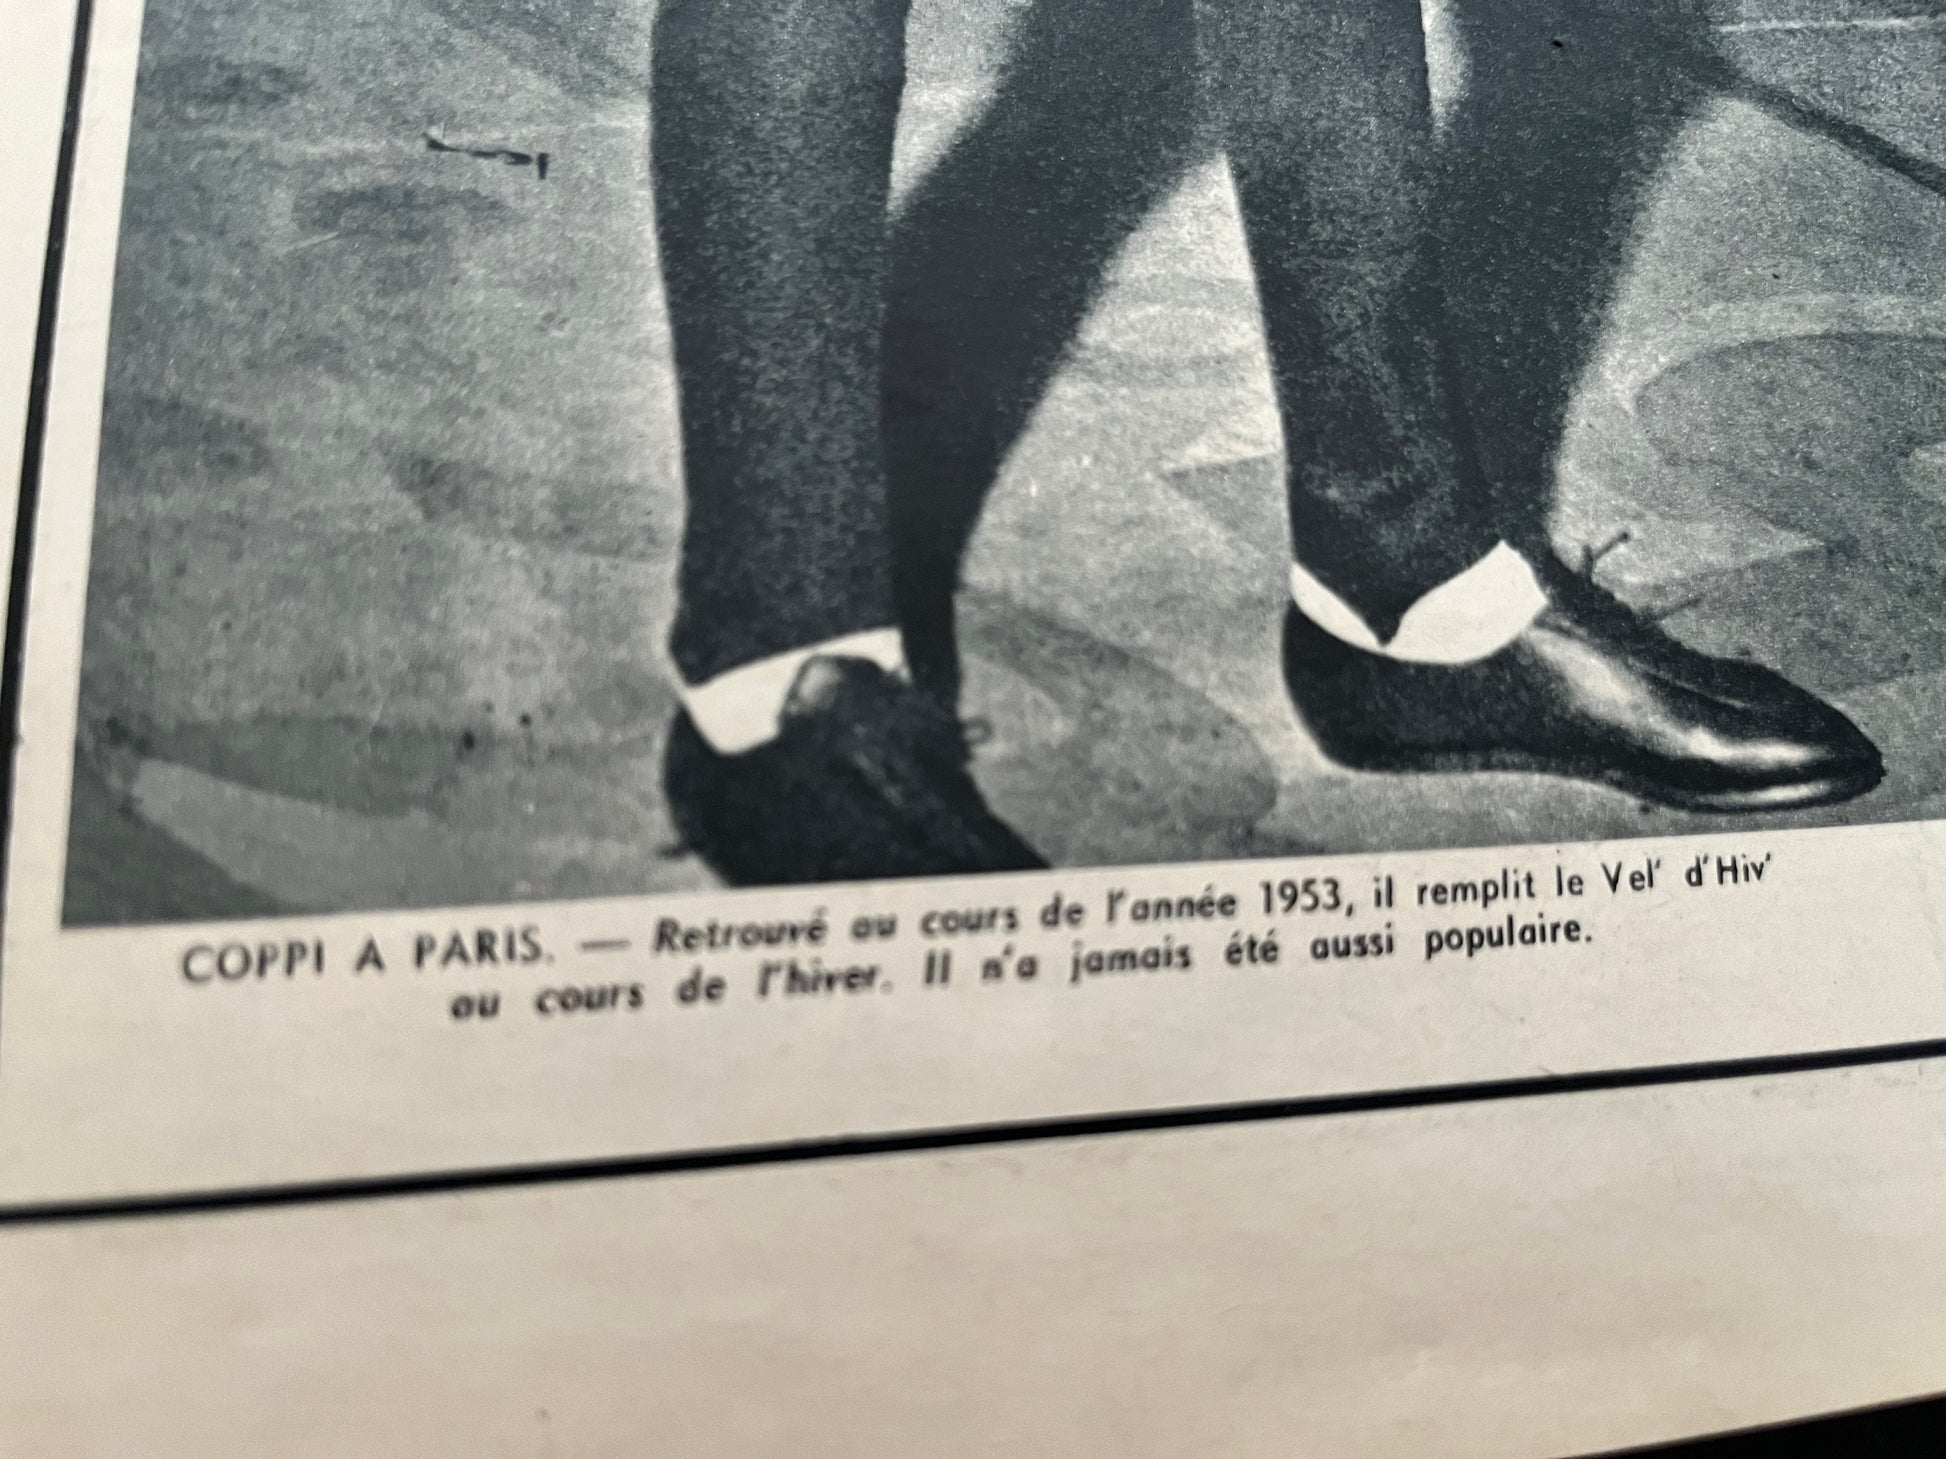 COPPI A PARIS. — Retrouvé au cours de l'année 1953, il remplit le Vel' d'Hiv'
au cours de l'hiver. Il n'a jamais été aussi populaire.